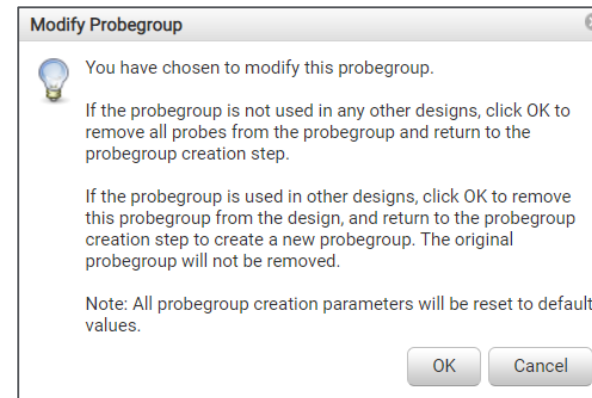 Modify Probegroup
You have chosen to modify this probegroup.
If the probegroup is not used in any other designs, click OK to
remove all probes from the probegroup and return to the
probegroup creation step.
If the probegroup is used in other designs, click OK to remove
this probegroup from the design, and return to the probegroup
creation step to create a new probegroup. The original
probegroup will not be removed.
Note: All probegroup creation parameters will be reset to default
values.
OK Cancel